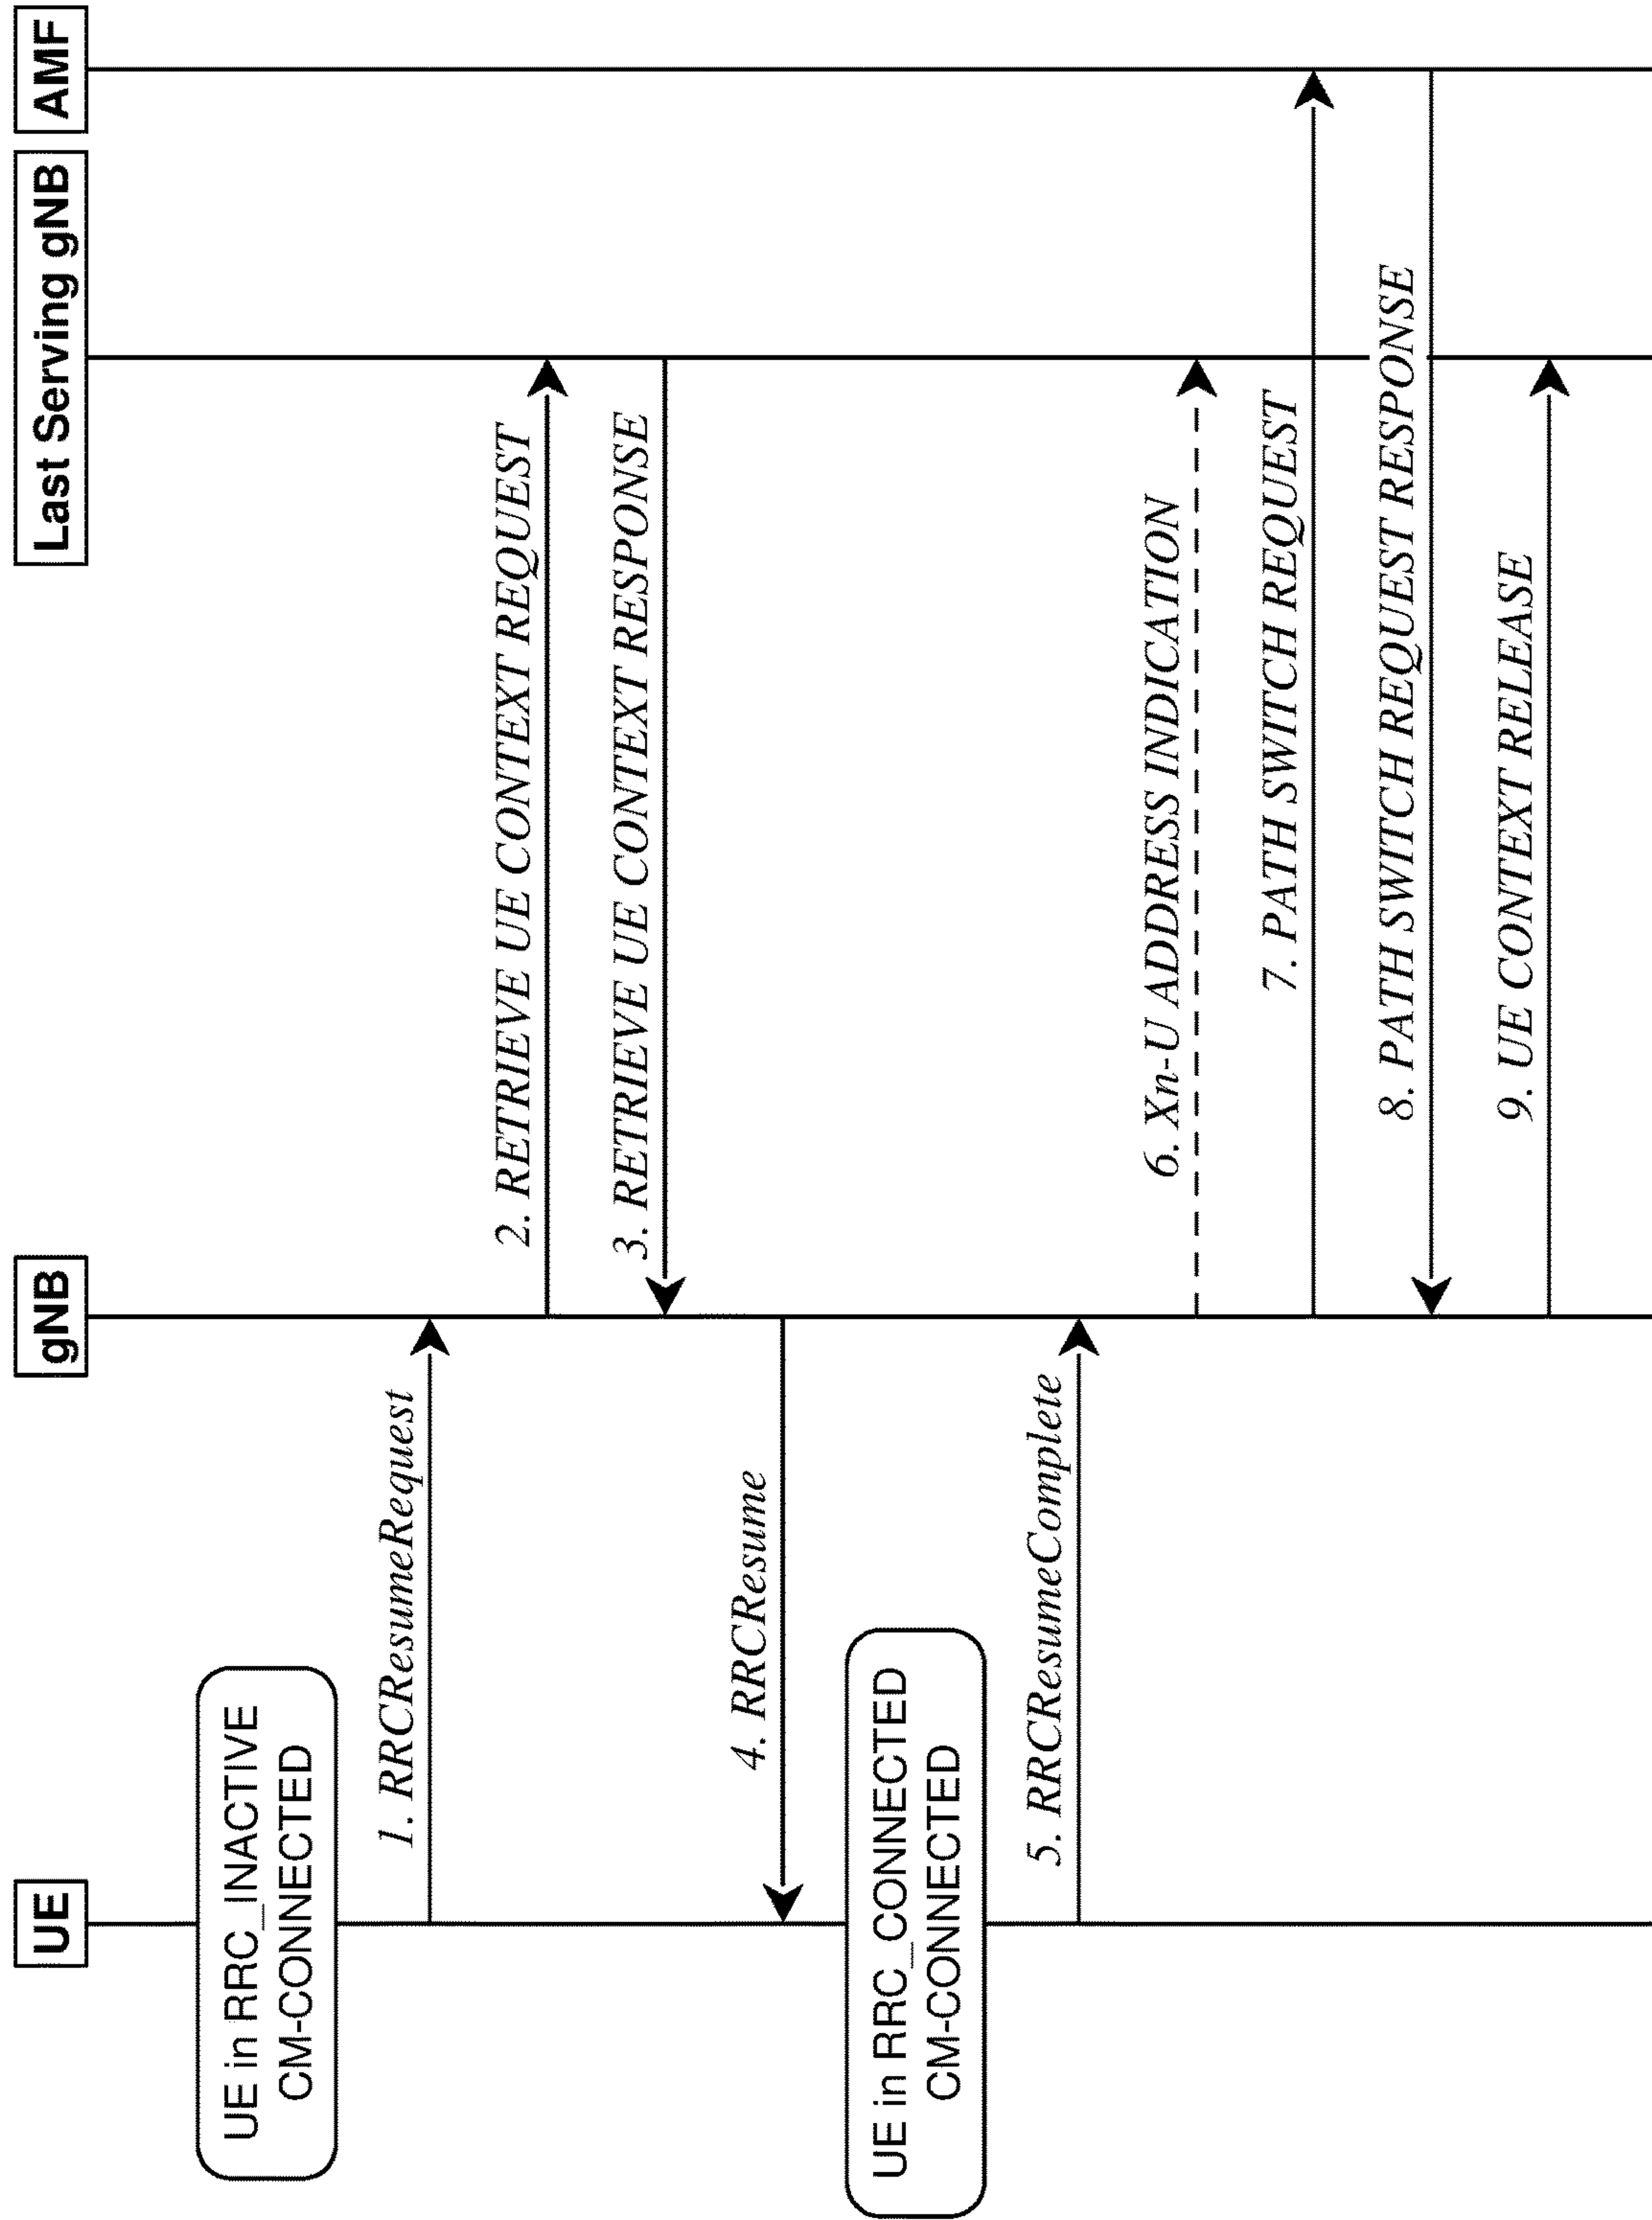 UE
gNB
Last Serving gNB
AMF
UE in RRC_INACTIVE
CM-CONNECTED
1. RRCResumeRequest
2. RETRIEVE UE CONTEXT REQUEST
3. RETRIEVE UE CONTEXT RESPONSE
4. RRCResume
UE in RRC_CONNECTED
CM-CONNECTED
5. RRCResumeComplete
6. Xn-U ADDRESS INDICATION
7. PATH SWITCH REQUEST
8. PATH SWITCH REQUEST RESPONSE
9. UE CONTEXT RELEASE